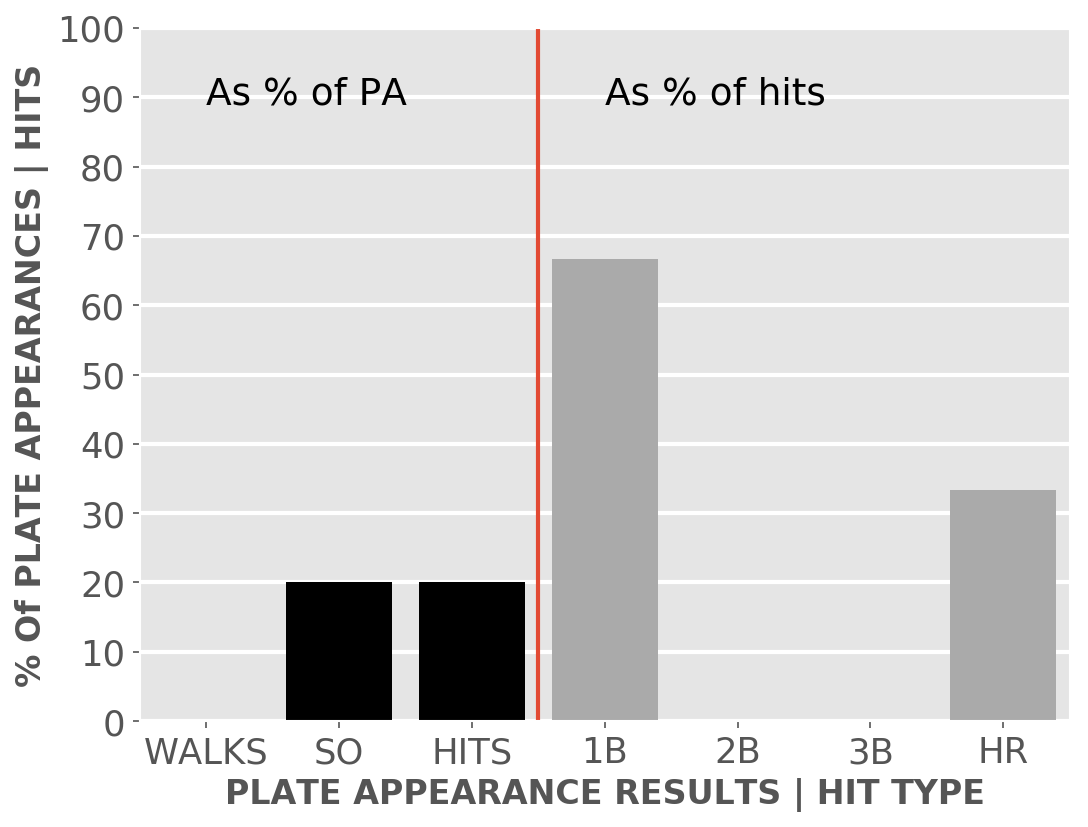 100
90
80
70
60
50
40
30
20
10
0
% Of PLATE APPEARANCES | HITS
As % of PA
As % of hits
WALKS SO HITS 1B 2B 3B HR
PLATE APPEARANCE RESULTS | HIT TYPE